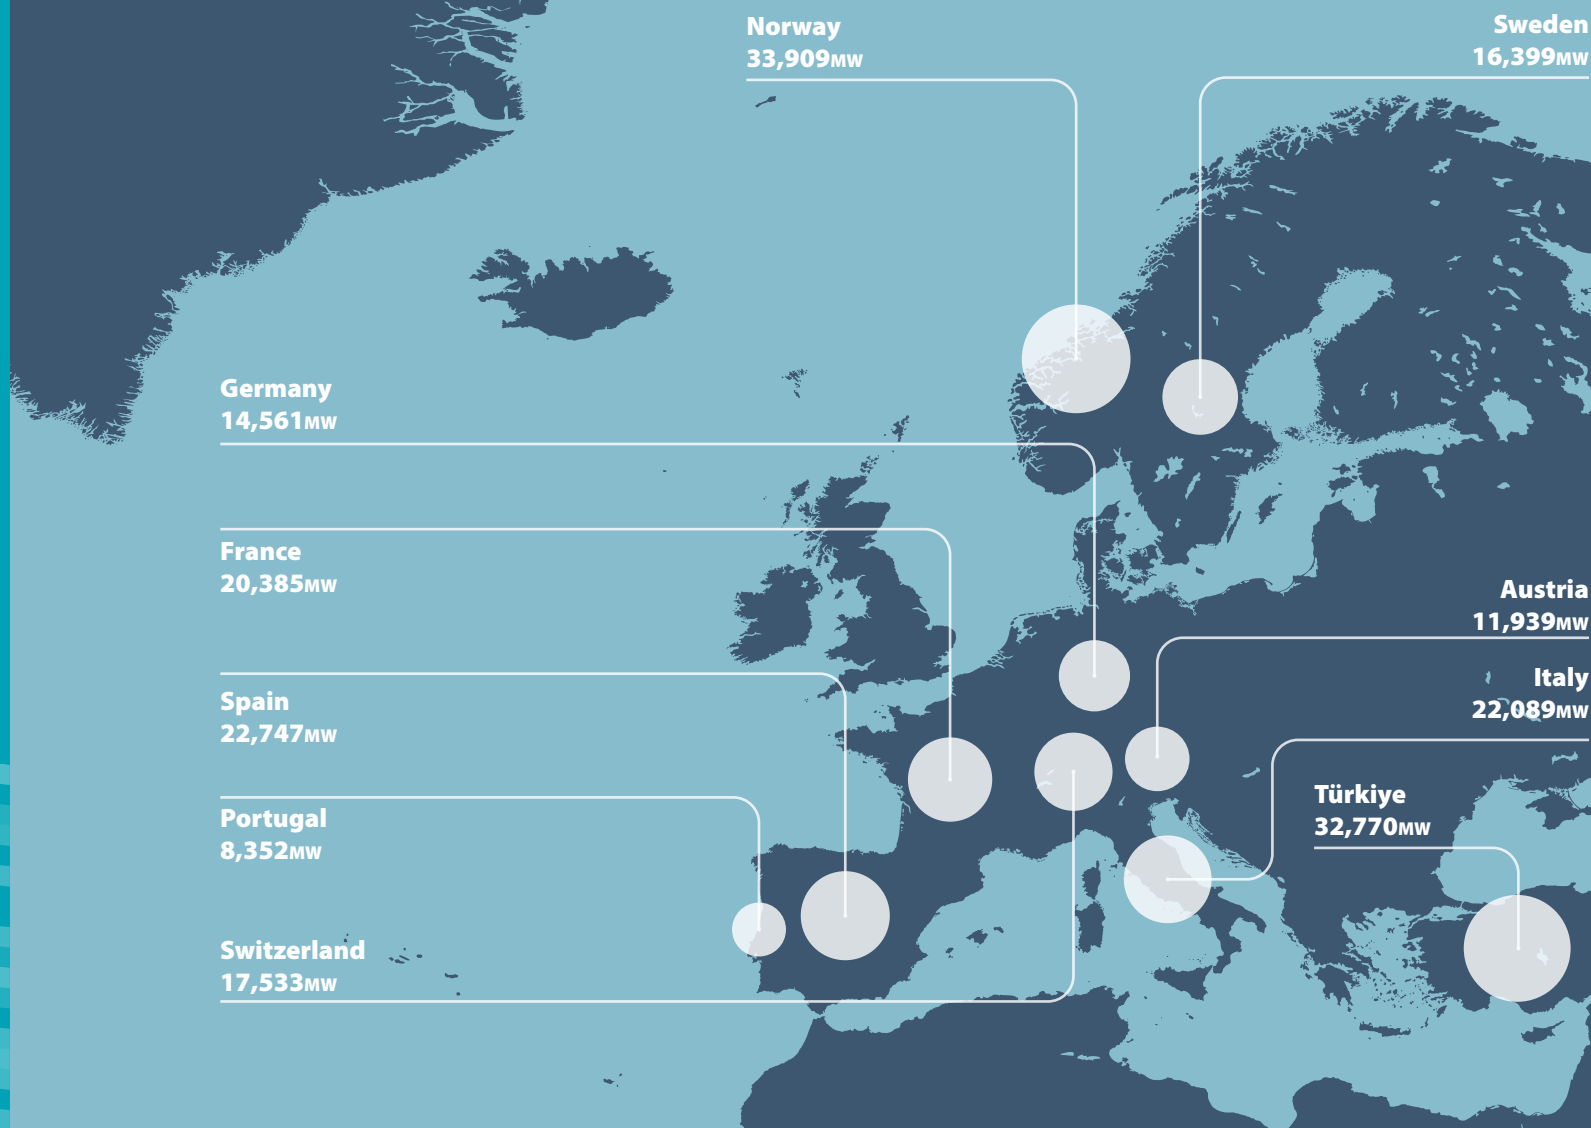 Norway
33,909MW
Sweden
16,399MW
Germany
14,561MW
France
20,385MW
Austria
11,939MW
Italy
22,089MW
Spain
22,747MW
Türkiye
32,770MW
Portugal
8,352MW
Switzerland
17,533MW